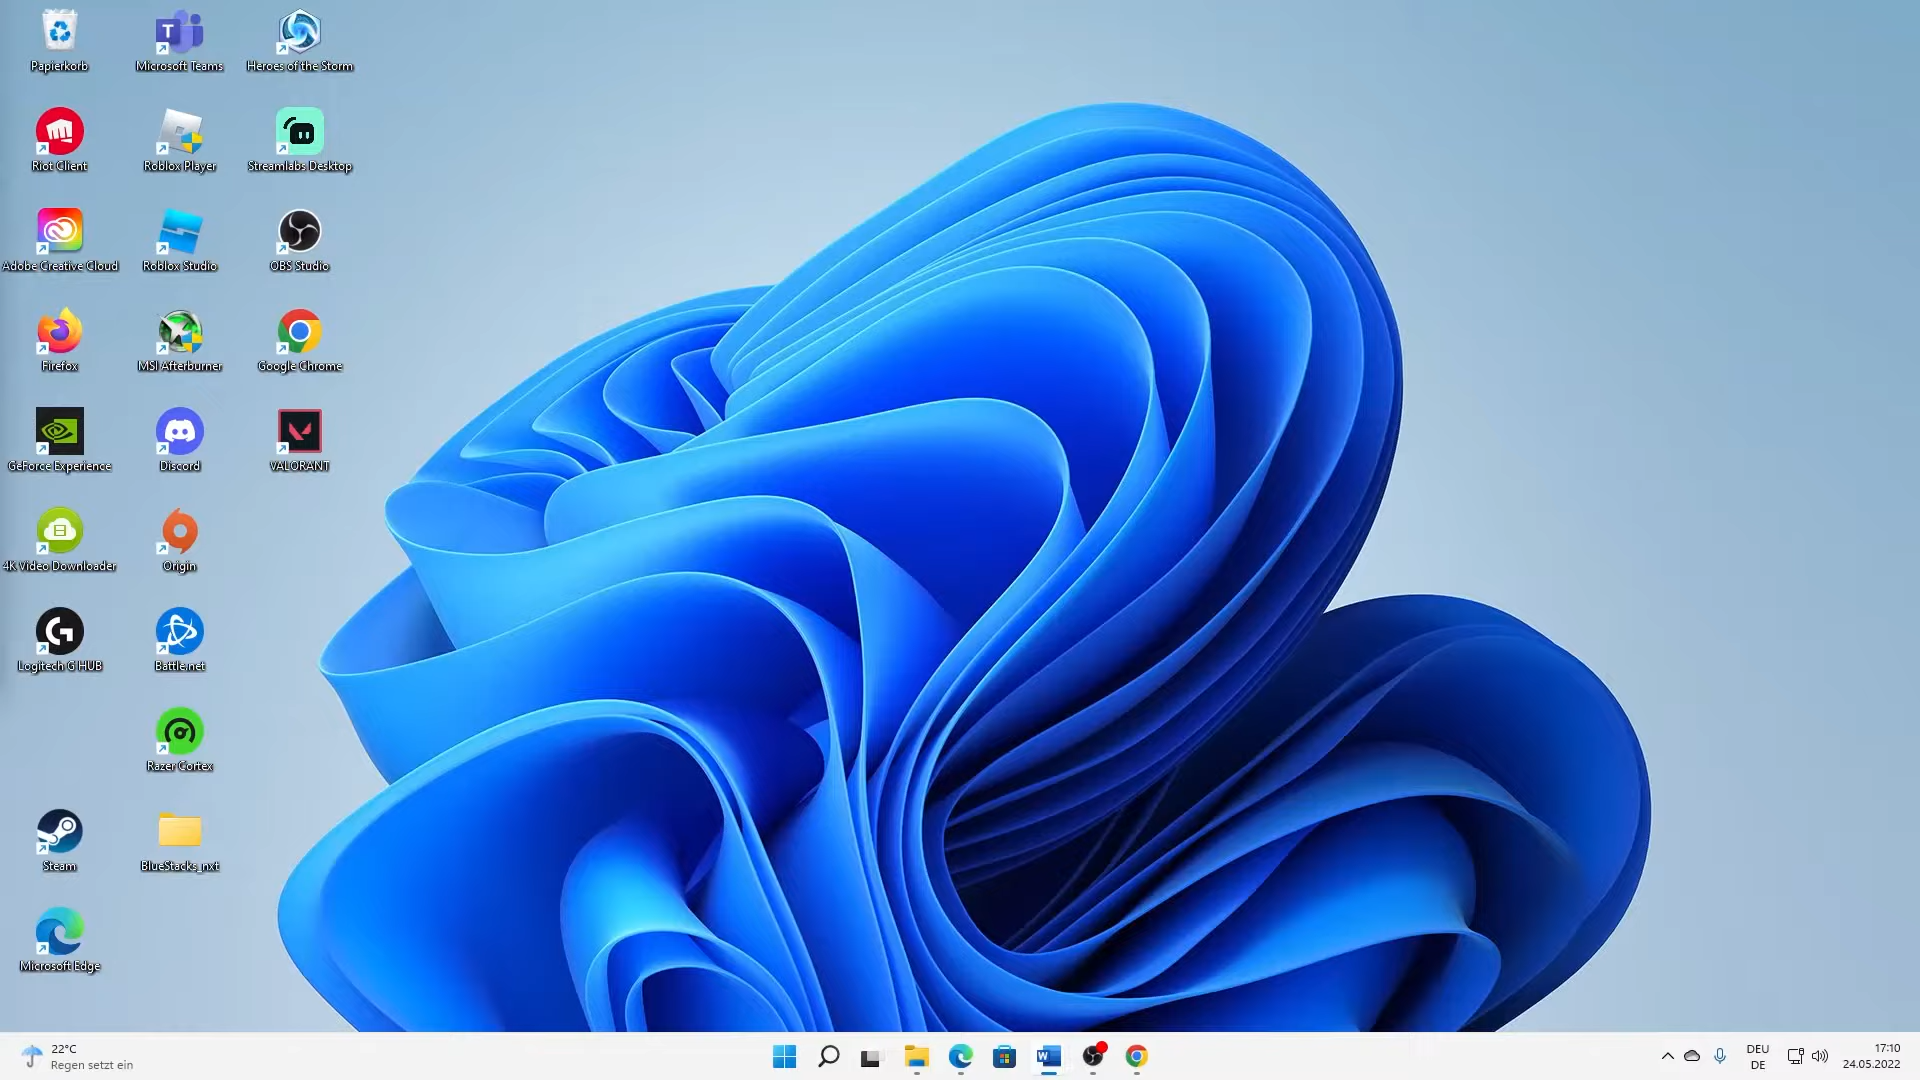 Papierkorb
Microsoft Teams
Heroes of the Storm
Riot Client
Roblox Player
Streamlabs Desktop
Adobe Creative Cloud
Roblox Studio
OBS Studio
Firefox
MSI Afterburner
Google Chrome
GeForce Experience
Discord
VALORANT
4K Video Downloader
Origin
Logitech G HUB
Battle.net
Razer Cortex
Steam
BlueStacks_nxt
Microsoft Edge
22°C
Regen setzt ein
DEU
DE
17:10
24.05.2022